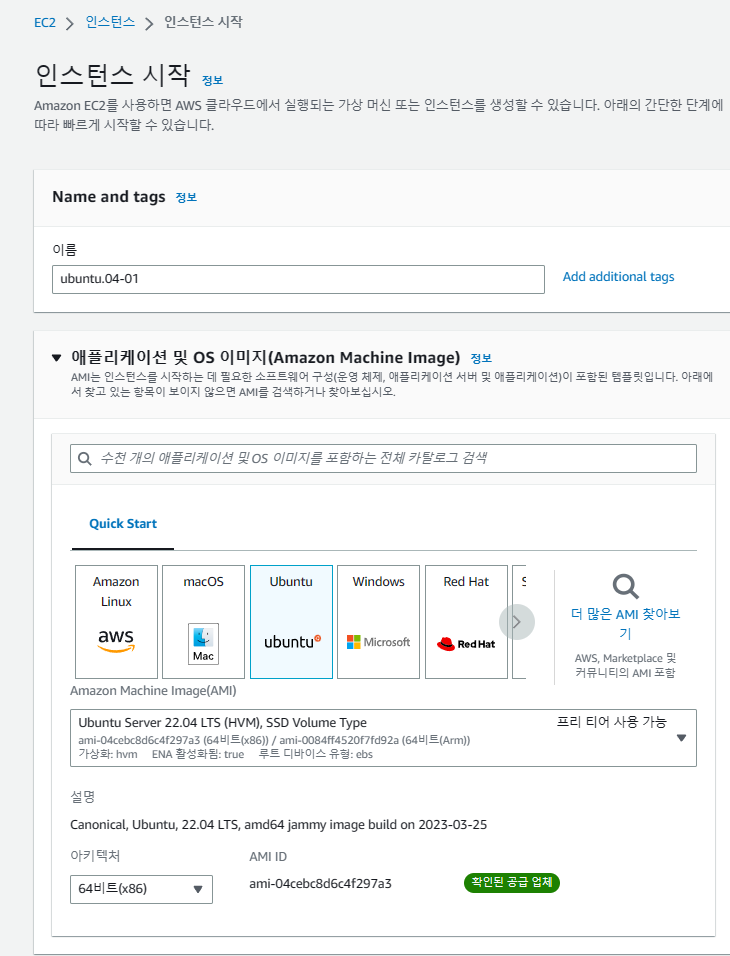 EC2 > 인스턴스 > 인스턴스 시작
인스턴스 시작 정보
Amazon EC2를 사용하면 AWS 클라우드에서 실행되는 가상 머신 또는 인스턴스를 생성할 수 있습니다. 아래의 간단한 단계에
따라 빠르게 시작할 수 있습니다.
Name and tags 정보
이름
ubuntu.04-01
Add additional tags
애플리케이션 및 OS 이미지(Amazon Machine Image) 정보
AMI는 인스턴스를 시작하는 데 필요한 소프트웨어 구성(운영 체제, 애플리케이션 서버 및 애플리케이션)이 포함된 템플릿입니다. 아래에
서 찾고 있는 항목이 보이지 않으면 AMI를 검색하거나 찾아보십시오.
수천 개의 애플리케이션 및 OS 이미지를 포함하는 전체 카탈로그 검색
Quick Start
Amazon
Linux
aws
macOS
Mac
Ubuntu
ubuntu
Windows
Microsoft
Red Hat
Red Hat
S
더 많은 AMI 찾아보
기
AWS, Marketplace 및
커뮤니티의 AMI 포함
Amazon Machine Image(AMI)
Ubuntu Server 22.04 LTS (HVM), SSD Volume Type
프리 티어 사용 가능
ami-04cebc8d6c4f297a3 (64비트(x86)) / ami-0084ff4520f7fd92a (64비트(Arm))
가상화: hvm ENA 활성화됨: true 루트 디바이스 유형: ebs
설명
Canonical, Ubuntu, 22.04 LTS, amd64 jammy image build on 2023-03-25
아키텍처
64비트(x86)
AMI ID
ami-04cebc8d6c4f297a3
확인된 공급 업체